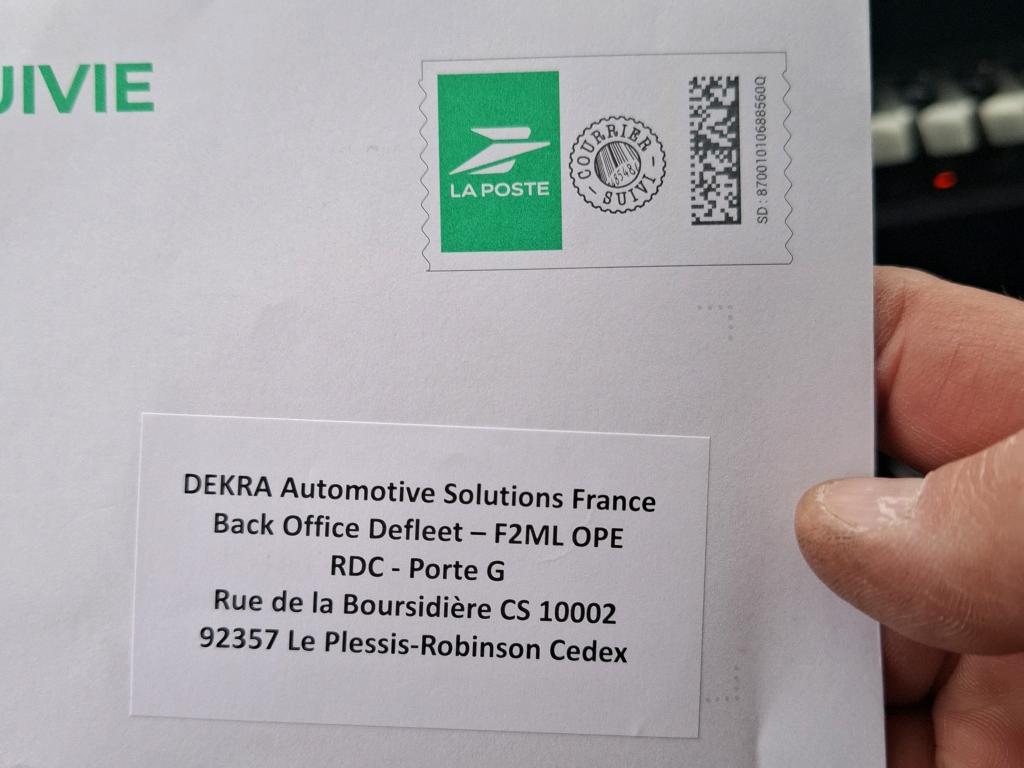 UIVIE
LA POSTE
COURRIER
SUIVI
SD : 87001010688560Q
DEKRA Automotive Solutions France
Back Office Defleet – F2ML OPE
RDC - Porte G
Rue de la Boursidière CS 10002
92357 Le Plessis-Robinson Cedex